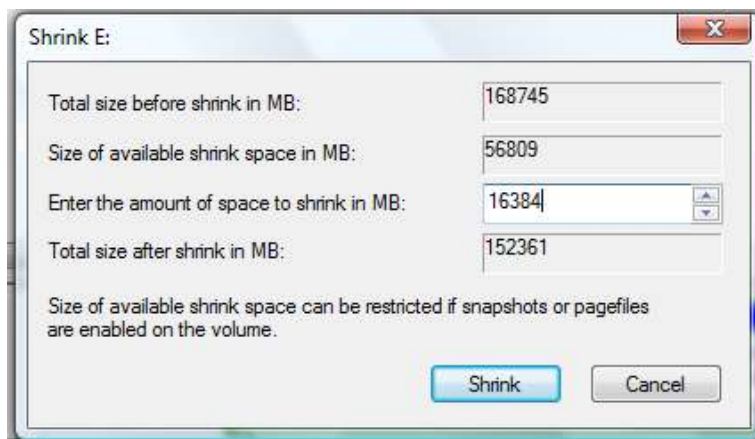 Shrink E:
Total size before shrink in MB: 168745
Size of available shrink space in MB: 56809
Enter the amount of space to shrink in MB: 16384
Total size after shrink in MB: 152361
Size of available shrink space can be restricted if snapshots or pagefiles
are enabled on the volume.
Shrink Cancel